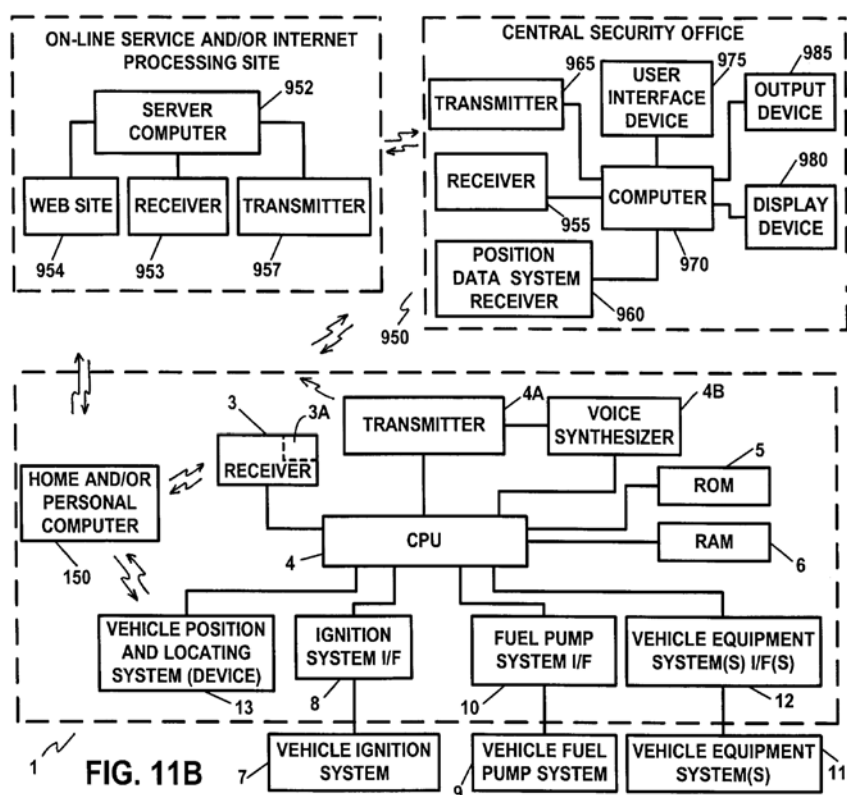 ON-LINE SERVICE AND/OR INTERNET
PROCESSING SITE
952
SERVER
COMPUTER
WEB SITE
RECEIVER
TRANSMITTER
954
953
957
CENTRAL SECURITY OFFICE
965
975
985
TRANSMITTER
USER
INTERFACE
DEVICE
OUTPUT
DEVICE
RECEIVER
955
COMPUTER
970
980
DISPLAY
DEVICE
POSITION
DATA SYSTEM
RECEIVER
960
950
3
3A
RECEIVER
TRANSMITTER
4A
VOICE
SYNTHESIZER
4B
HOME AND/OR
PERSONAL
COMPUTER
150
5
ROM
CPU
4
RAM
6
VEHICLE POSITION
AND LOCATING
SYSTEM (DEVICE)
13
IGNITION
SYSTEM I/F
8
FUEL PUMP
SYSTEM I/F
10
VEHICLE EQUIPMENT
SYSTEM(S) I/F(S)
12
1
FIG. 11B
7
VEHICLE IGNITION
SYSTEM
9
VEHICLE FUEL
PUMP SYSTEM
VEHICLE EQUIPMENT
SYSTEM(S)
11